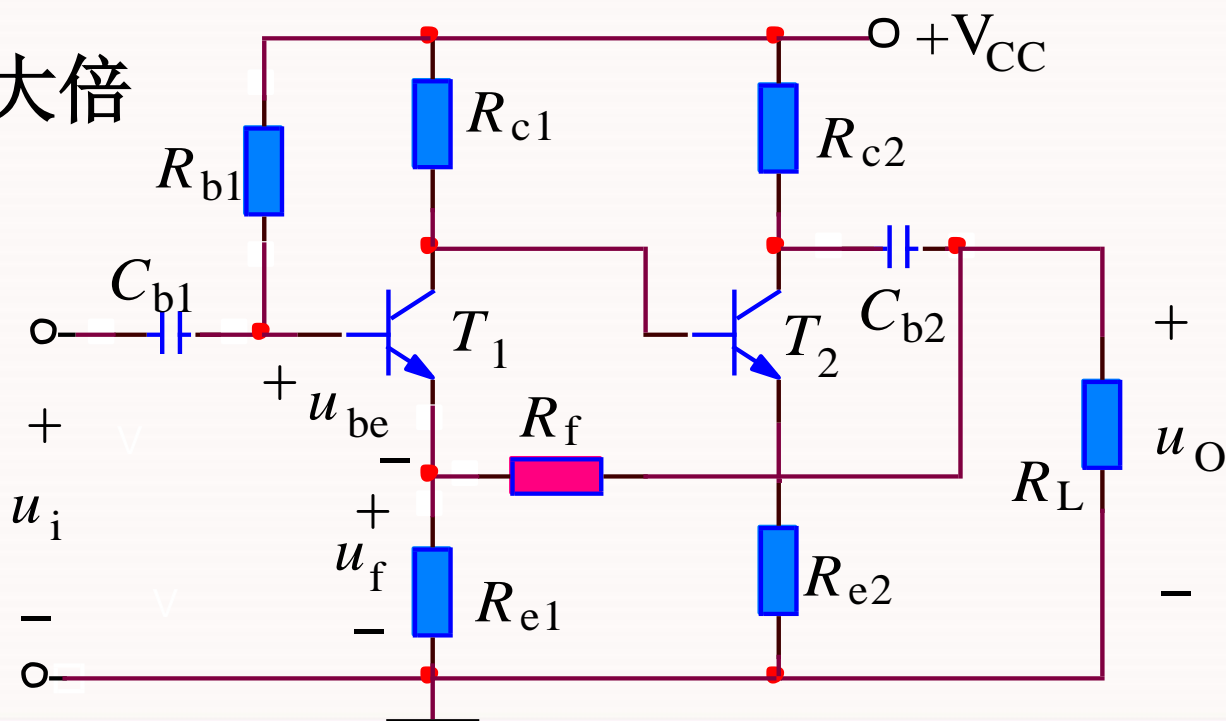 大倍
+VCC
Rc1
Rc2
Rb1
Cb1
T1
T2
Cb2
+
ube
−
Rf
+
ui
−
+
uf
−
Re1
Re2
RL
+
uO
−
V
V